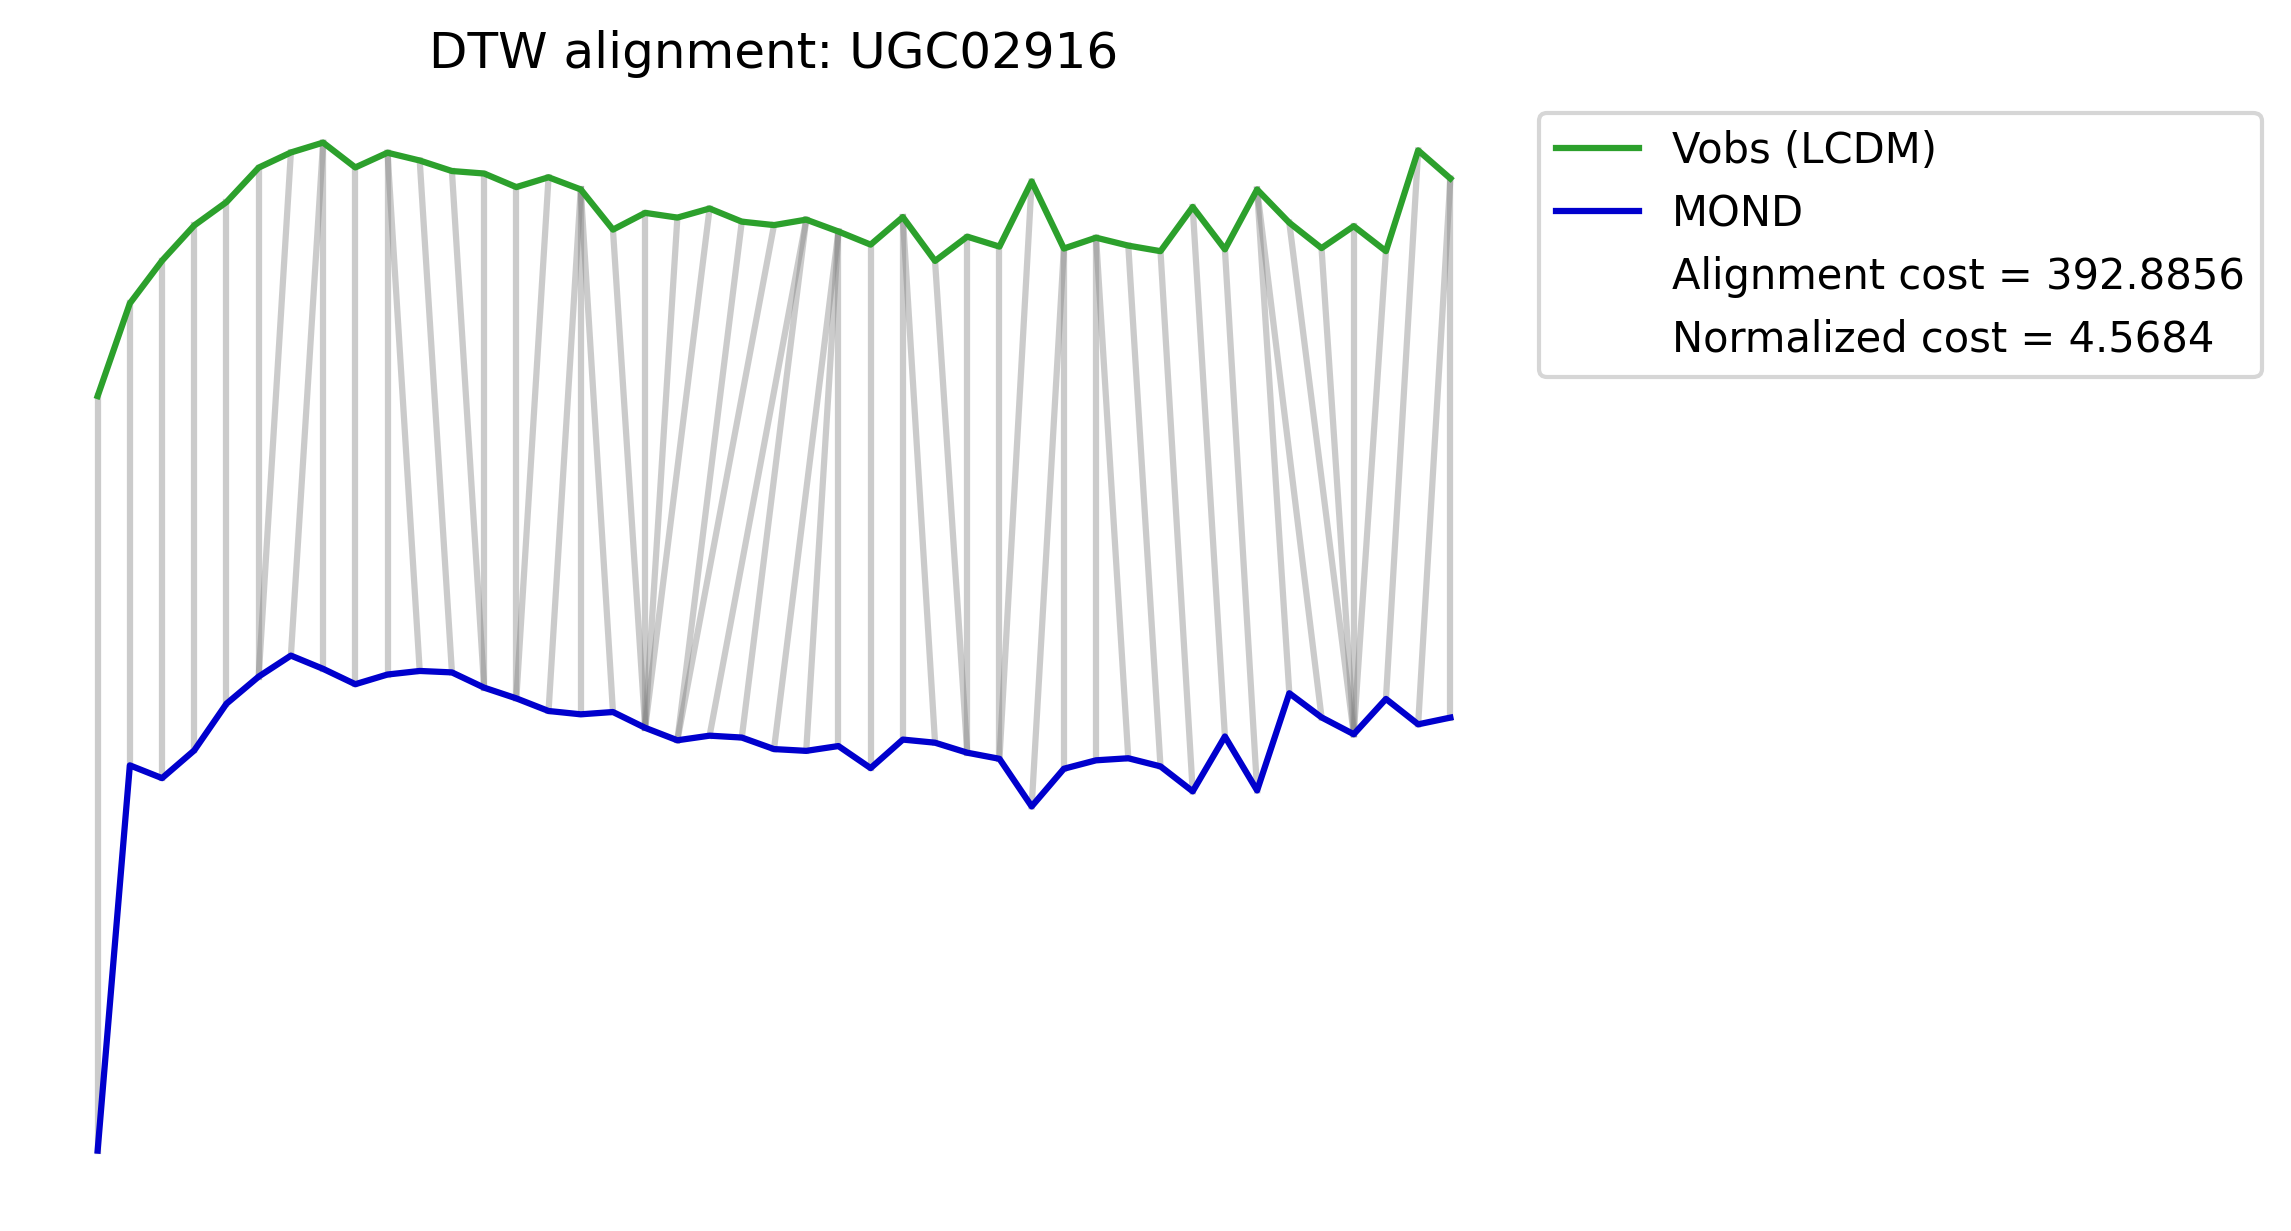 DTW alignment: UGC02916
Vobs (LCDM)
MOND
Alignment cost = 392.8856
Normalized cost = 4.5684